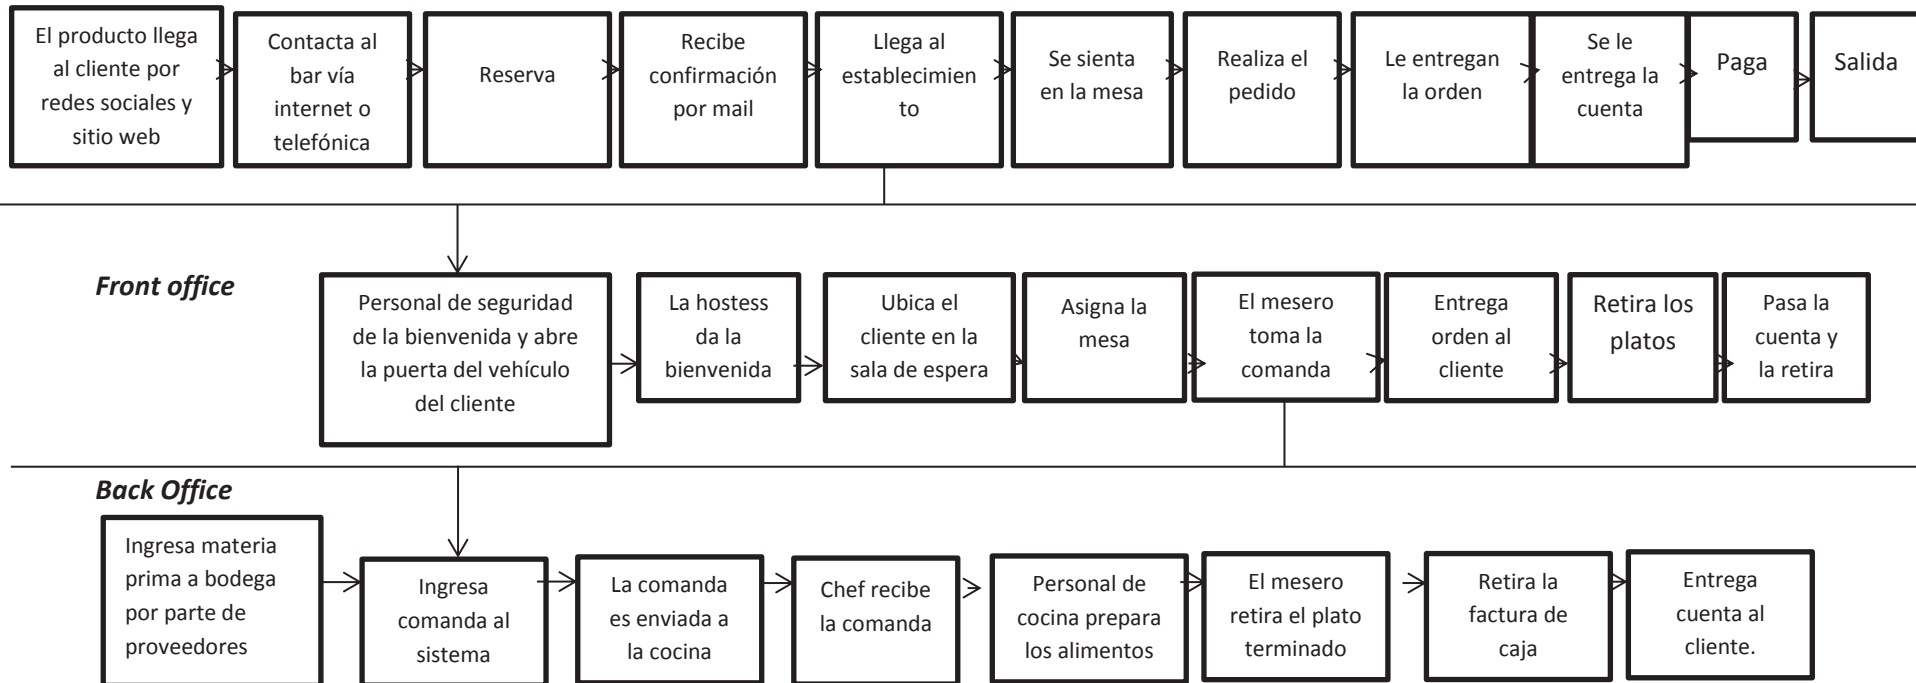 El producto llega
al cliente por
redes sociales y
sitio web
Contacta al
bar vía
internet o
telefónica
Reserva
Recibe
confirmación
por mail
Llega al
establecimien
to
Se sienta
en la mesa
Realiza el
pedido
Le entregan
la orden
Se le
entrega la
cuenta
Paga
Salida
Front office
Personal de seguridad
de la bienvenida y abre
la puerta del vehículo
del cliente
La hostess
da la
bienvenida
Ubica el
cliente en la
sala de espera
Asigna la
mesa
El mesero
toma la
comanda
Entrega
orden al
cliente
Retira los
platos
Pasa la
cuenta y
la retira
Back Office
Ingresa materia
prima a bodega
por parte de
proveedores
Ingresa
comanda al
sistema
La comanda
es enviada a
la cocina
Chef recibe
la comanda
Personal de
cocina prepara
los alimentos
El mesero
retira el plato
terminado
Retira la
factura de
caja
Entrega
cuenta al
cliente.